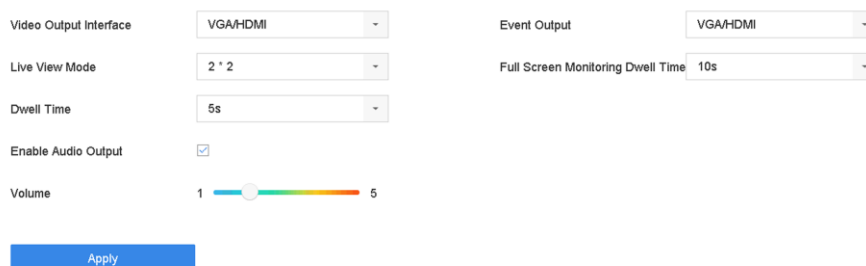 Video Output Interface VGA/HDMI Event Output VGA/HDMI
Live View Mode 2 * 2 Full Screen Monitoring Dwell Time 10s
Dwell Time 5s
Enable Audio Output
Volume 1 5
Apply